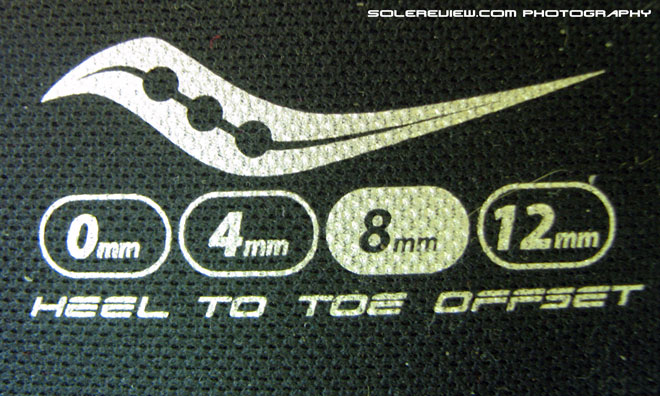 SOLEREVIEW.COM PHOTOGRAPHY
0mm 4mm 8mm 12mm
HEEL TO TOE OFFSET